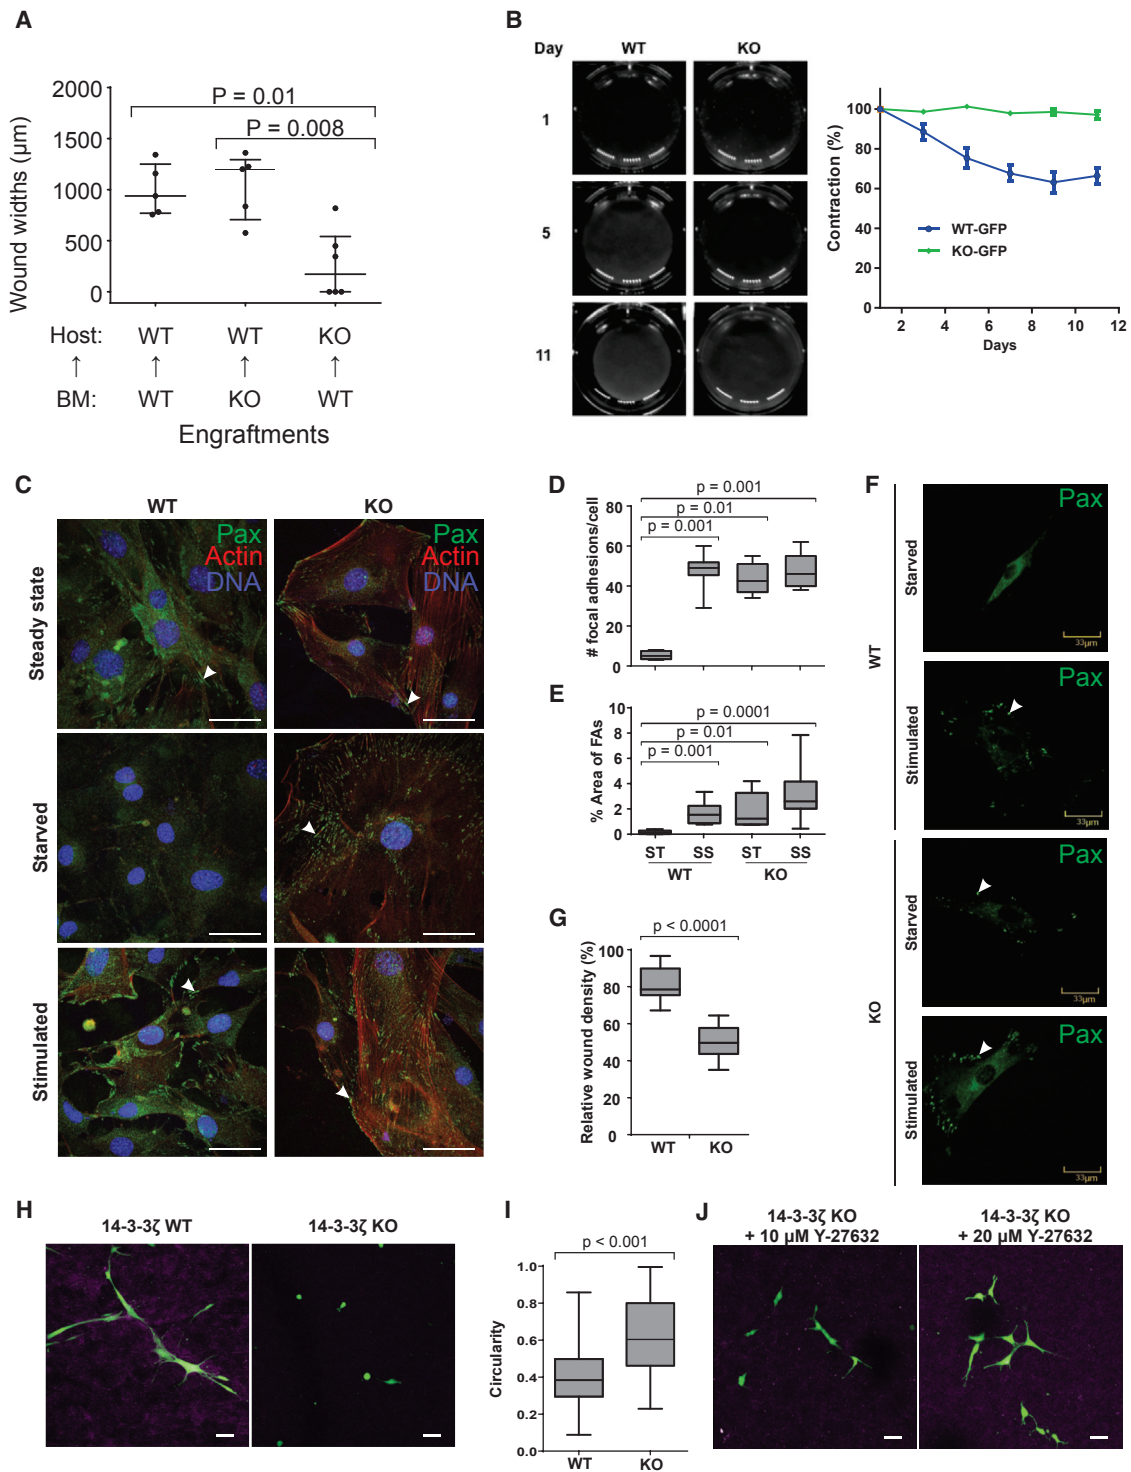 A
2000
1500
1000
500
0
Wound widths (µm)
P = 0.01
P = 0.008
Host: WT WT KO
↑ ↑ ↑ ↑
BM: WT KO WT
Engraftments
B
Day WT KO
1
5
11
100
80
60
40
20
0
Contraction (%)
WT-GFP
KO-GFP
2 4 6 8 10 12
Days
C
WT KO
Steady state
Pax
Actin
DNA
Pax
Actin
DNA
Starved
Stimulated
D
p = 0.001
p = 0.01
p = 0.001
80
60
40
20
0
# focal adhesions/cell
E
p = 0.0001
p = 0.01
p = 0.001
10
8
6
4
2
0
% Area of FAs
ST SS ST SS
WT KO
F
WT
Starved
Pax
33µm
Stimulated
Pax
33µm
KO
Starved
Pax
33µm
Stimulated
Pax
33µm
G
p < 0.0001
100
80
60
40
20
0
Relative wound density (%)
WT KO
H
14-3-3ζ WT 14-3-3ζ KO
I
p < 0.001
1.0
0.8
0.6
0.4
0.2
0.0
Circularity
WT KO
J
14-3-3ζ KO
+ 10 µM Y-27632
14-3-3ζ KO
+ 20 µM Y-27632